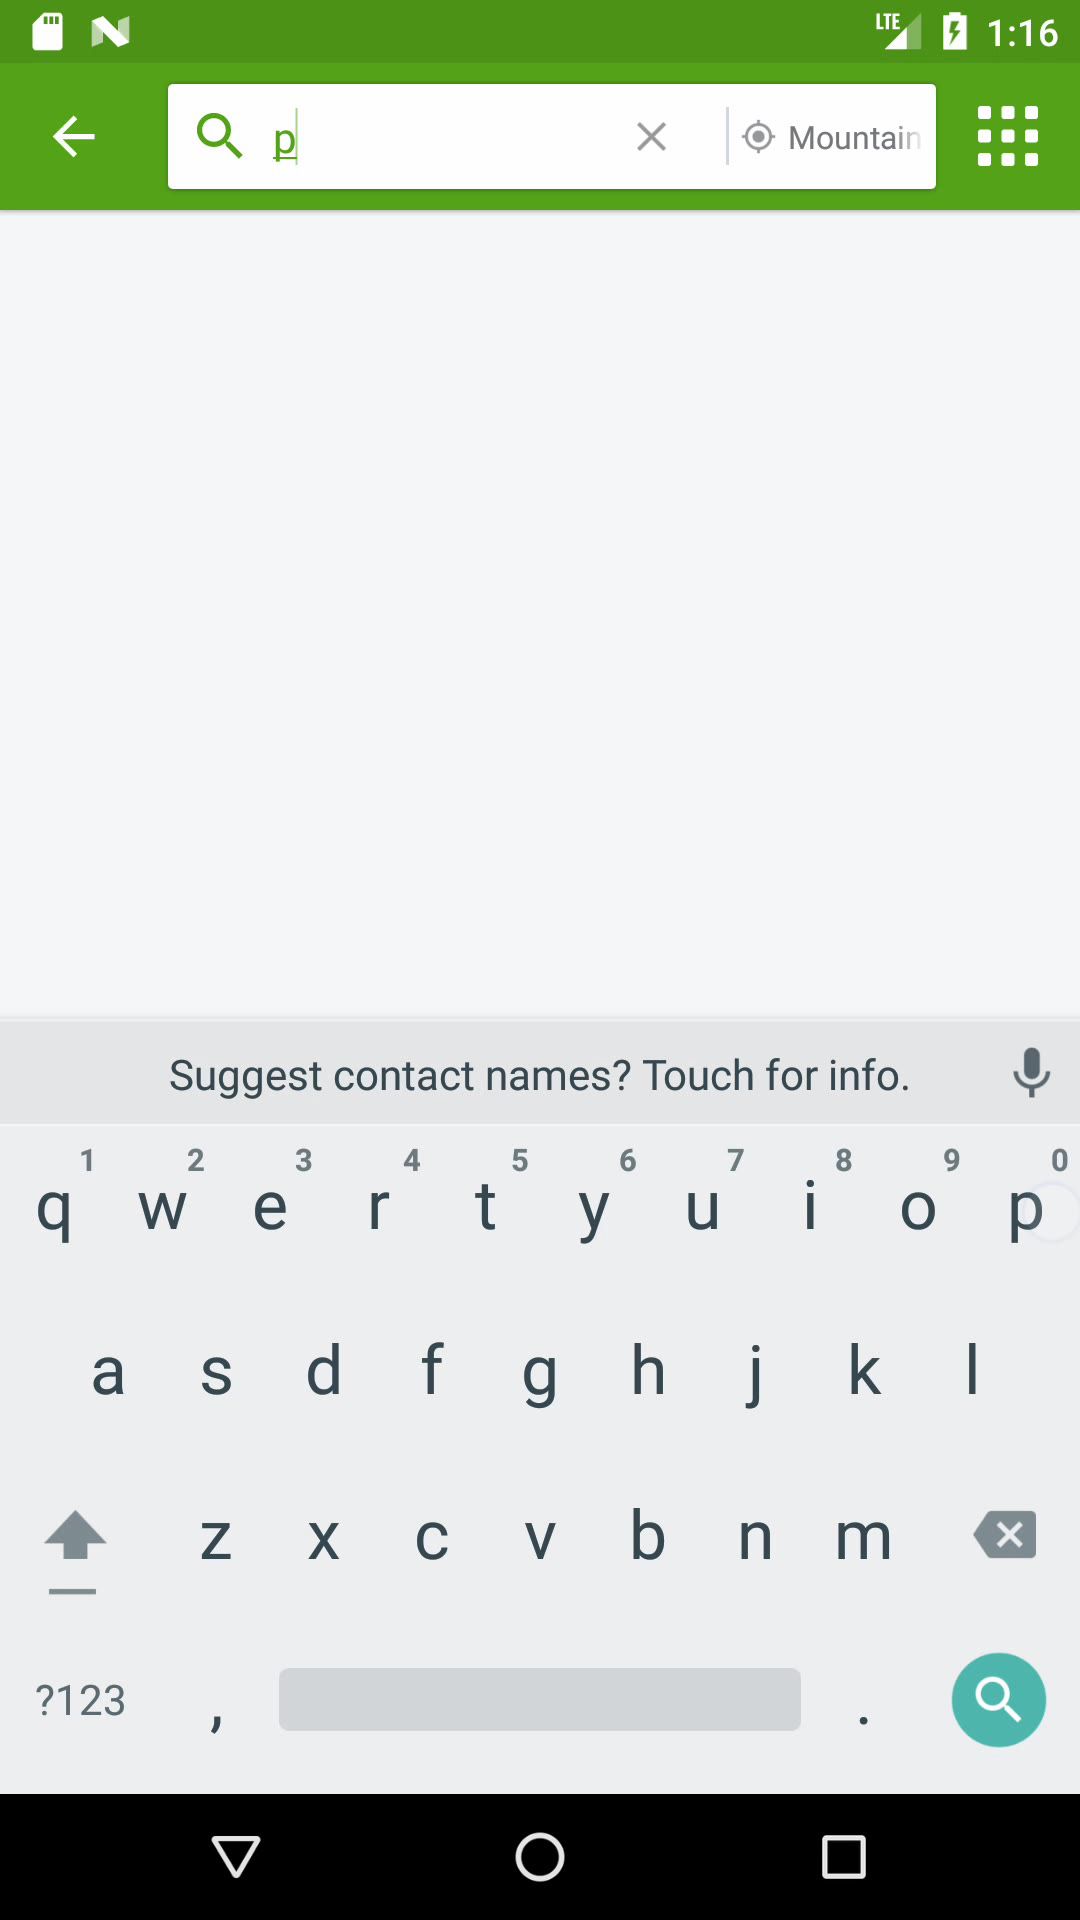 LTE 1:16
p Mountain
Suggest contact names? Touch for info.
1 2 3 4 5 6 7 8 9 0
q w e r t y u i o p
a s d f g h j k l
z x c v b n m
?123 , .